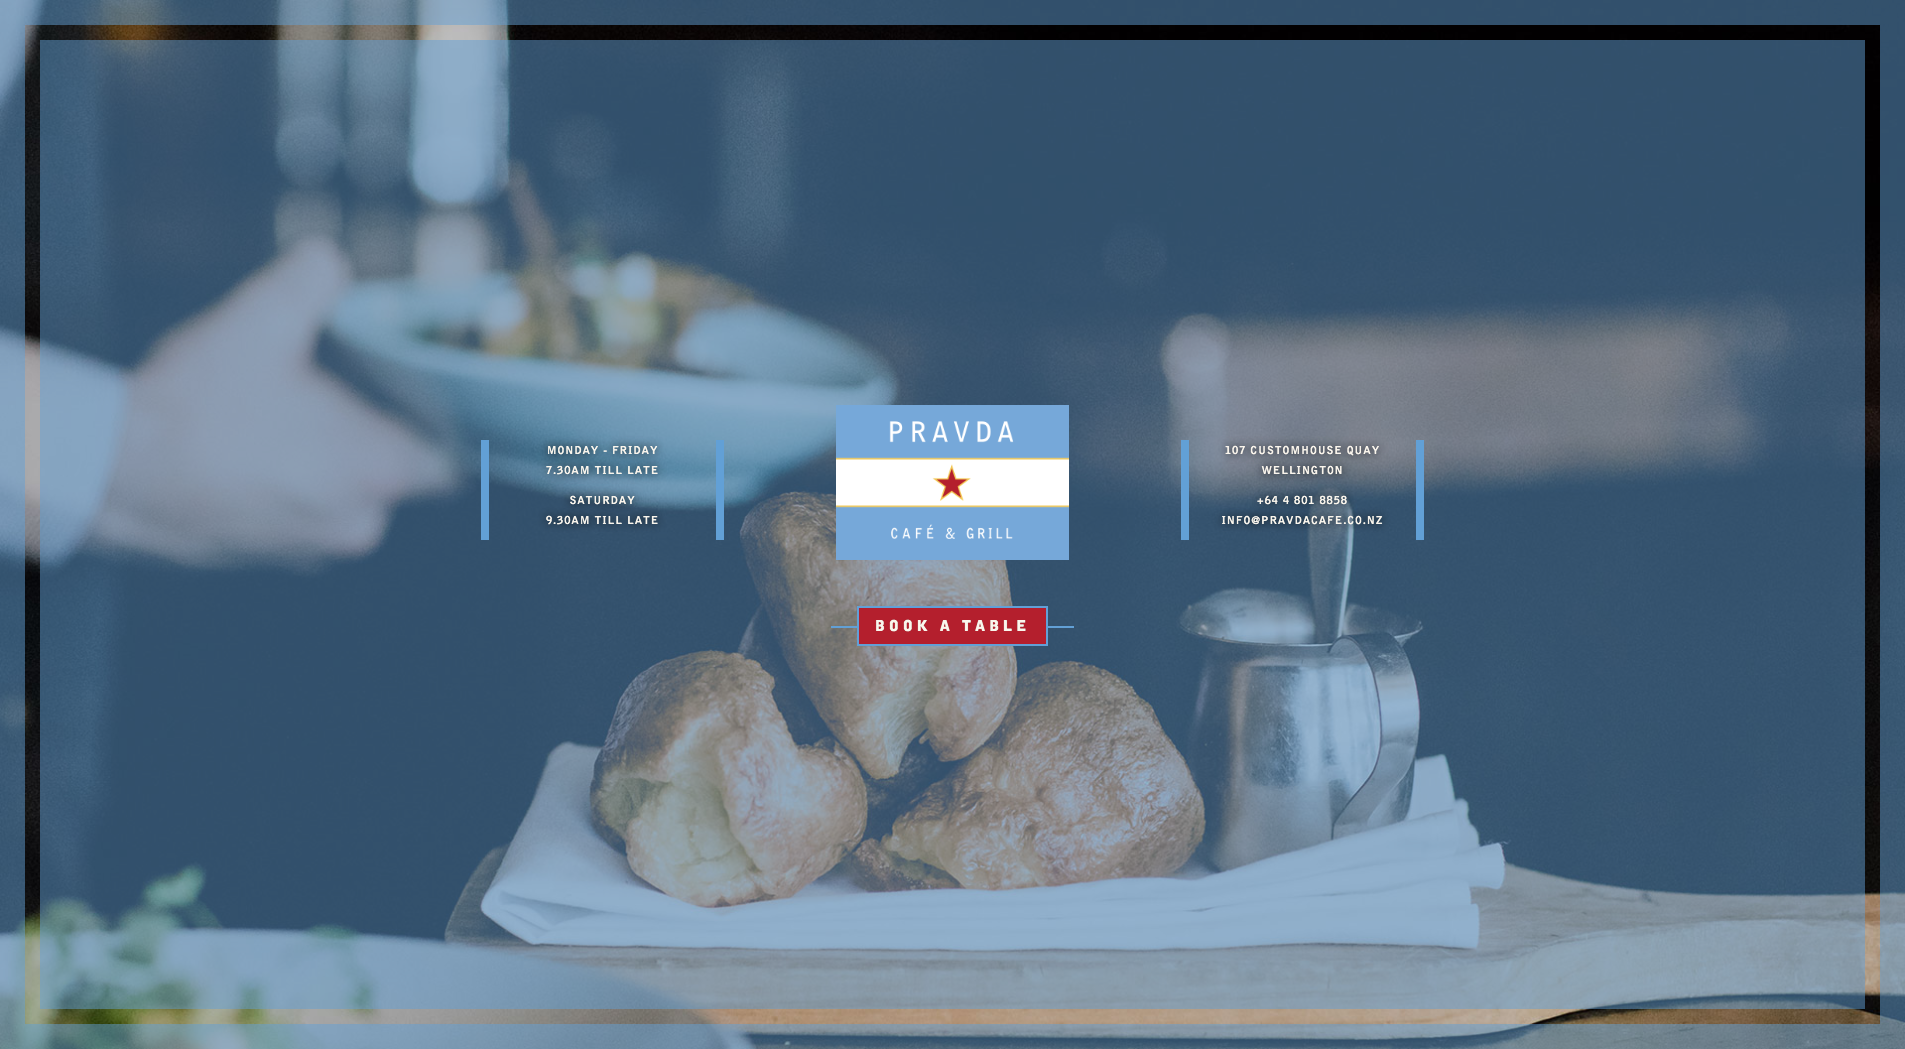 MONDAY - FRIDAY
7.30AM TILL LATE
SATURDAY
9.30AM TILL LATE
PRAVDA
CAFÉ & GRILL
BOOK A TABLE
107 CUSTOMHOUSE QUAY
WELLINGTON
+64 4 801 8858
INFO@PRAVDACAFE.CO.NZ